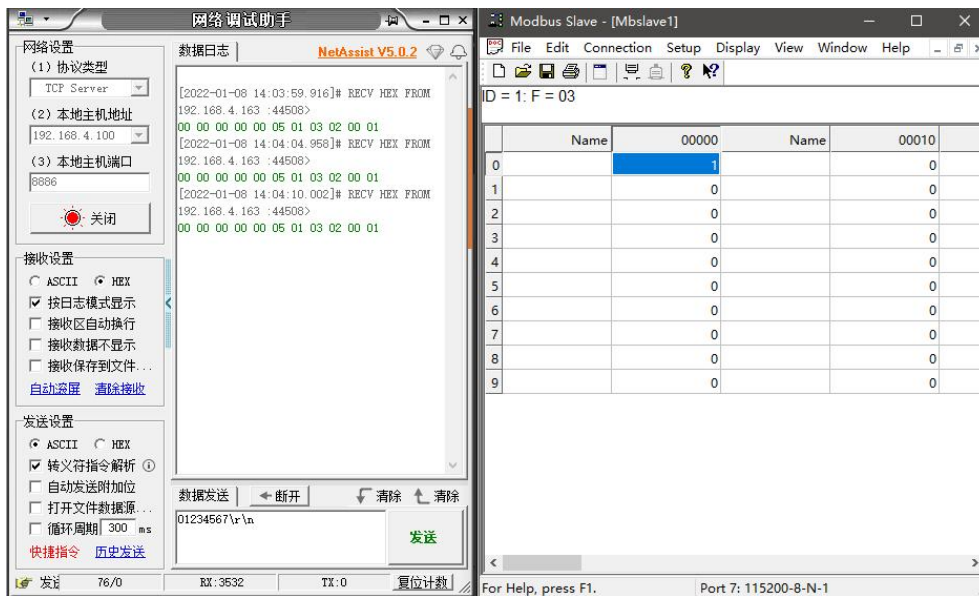 网络调试助手
网络设置
(1) 协议类型
TCP Server
(2) 本地主机地址
192.168.4.100
(3) 本地主机端口
8886
关闭
接收设置
ASCII HEX
按日志模式显示
接收区自动换行
接收数据不显示
接收保存到文件...
自动滚屏 清除接收
发送设置
ASCII HEX
转义符指令解析
自动发送附加位
打开文件数据源...
循环周期 300 ms
快捷指令 历史发送
数据日志 NetAssist V5.0.2
[2022-01-08 14:03:59.916]# RECV HEX FROM
192.168.4.163 :44508>
00 00 00 00 00 05 01 03 02 00 01
[2022-01-08 14:04:04.958]# RECV HEX FROM
192.168.4.163 :44508>
00 00 00 00 00 05 01 03 02 00 01
[2022-01-08 14:04:10.002]# RECV HEX FROM
192.168.4.163 :44508>
00 00 00 00 00 05 01 03 02 00 01
数据发送 断开 清除 清除
01234567\r\n
发送
76/0 RX:3532 TX:0 复位计数
Modbus Slave - [Mbslave1]
File Edit Connection Setup Display View Window Help
ID = 1: F = 03
Name 00000 Name 00010
0 1 0
1 0 0
2 0 0
3 0 0
4 0 0
5 0 0
6 0 0
7 0 0
8 0 0
9 0 0
For Help, press F1. Port 7: 115200-8-N-1